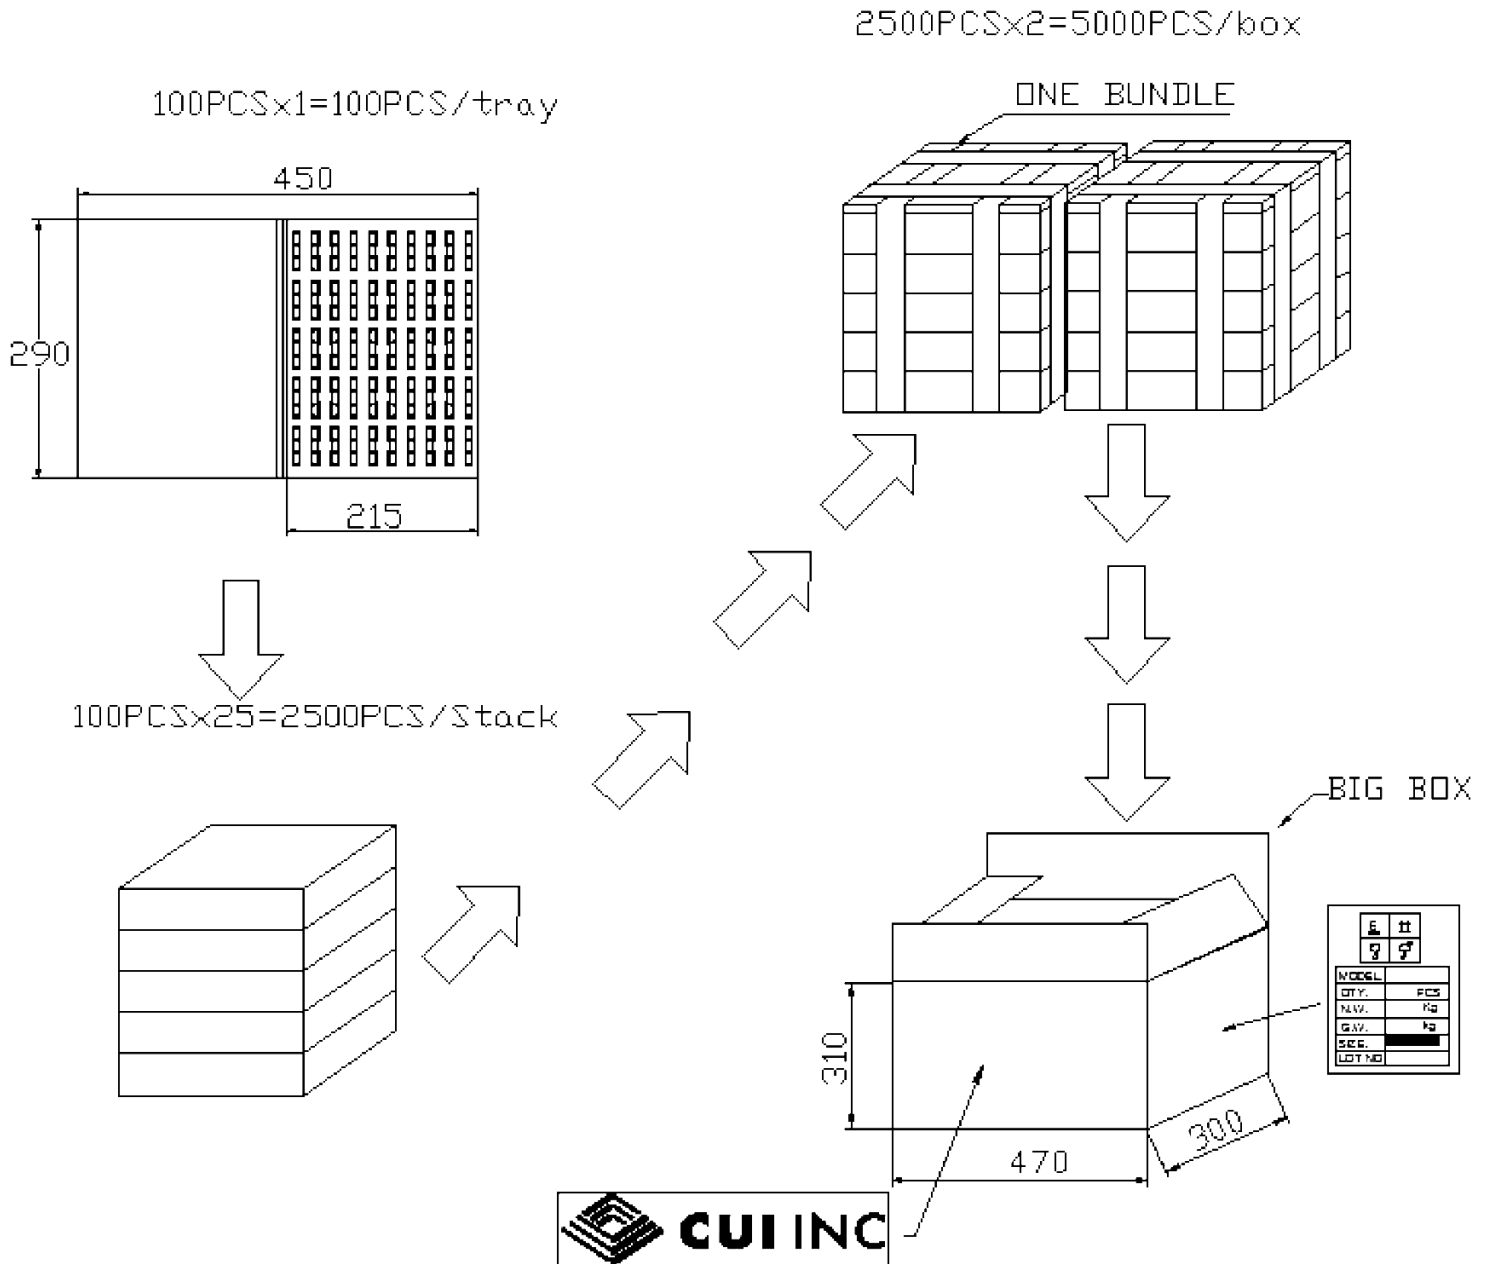 2500PCSx2=5000PCS/box
100PCSx1=100PCS/tray
ONE BUNDLE
450
290
215
100PCSx25=2500PCS/Stack
BIG BOX
MODEL
QTY. PCS
N.W. Kg
G.W. kg
SIZE.
LOT NO
310
300
470
CUI INC